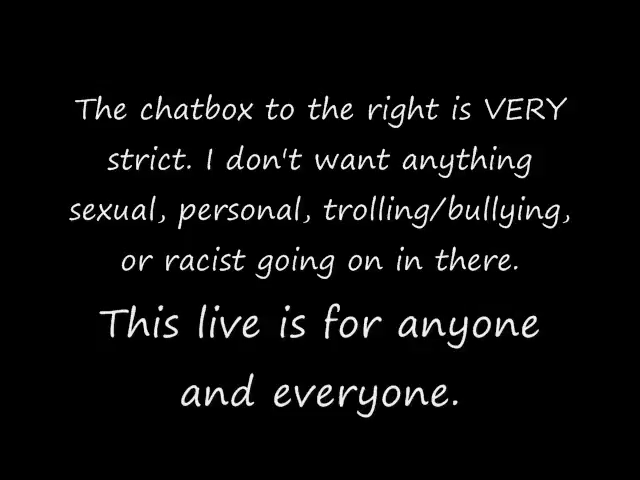 The chatbox to the right is VERY
strict. I don't want anything
sexual, personal, trolling/bullying,
or racist going on in there.
This live is for anyone
and everyone.